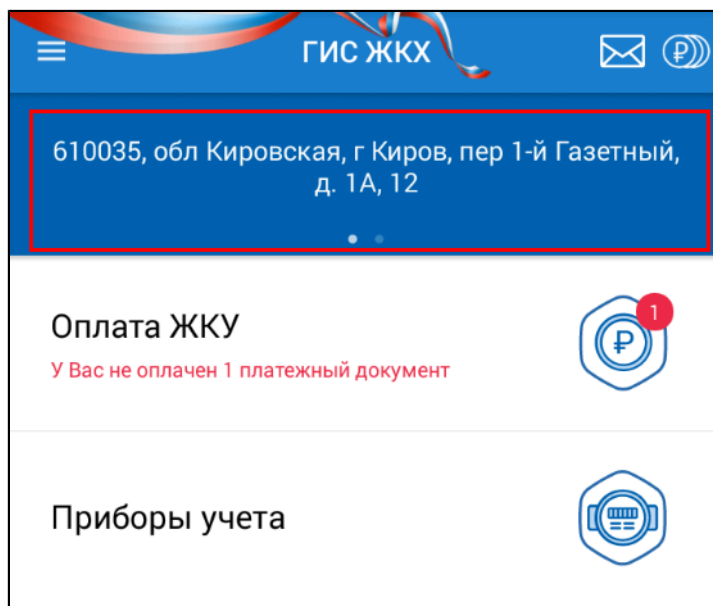 ГИС ЖКХ
610035, обл Кировская, г Киров, пер 1-й Газетный,
д. 1А, 12
Оплата ЖКУ
1
У Вас не оплачен 1 платежный документ
Приборы учета